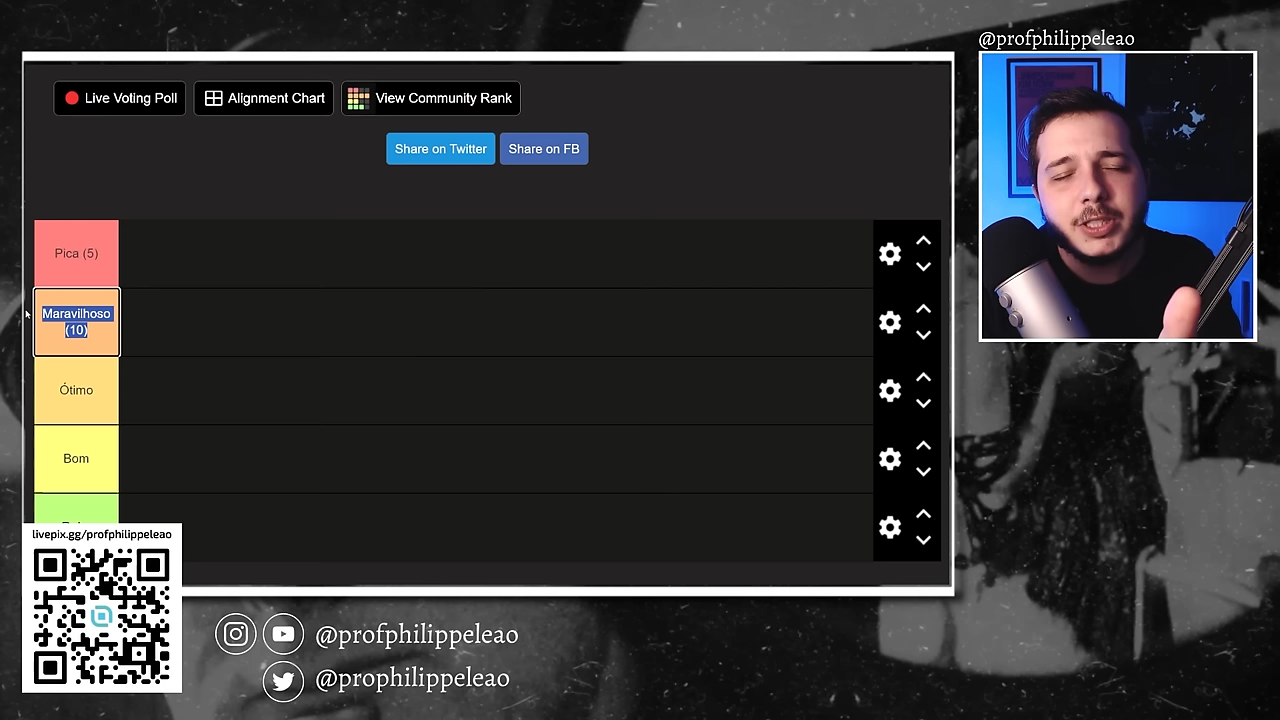 @profphilippeleao
Live Voting Poll
Alignment Chart
View Community Rank
Share on Twitter
Share on FB
Pica (5)
Maravilhoso
(10)
Ótimo
Bom
livepix.gg/profphilippeleao
@profphilippeleao
@prophilippeleao